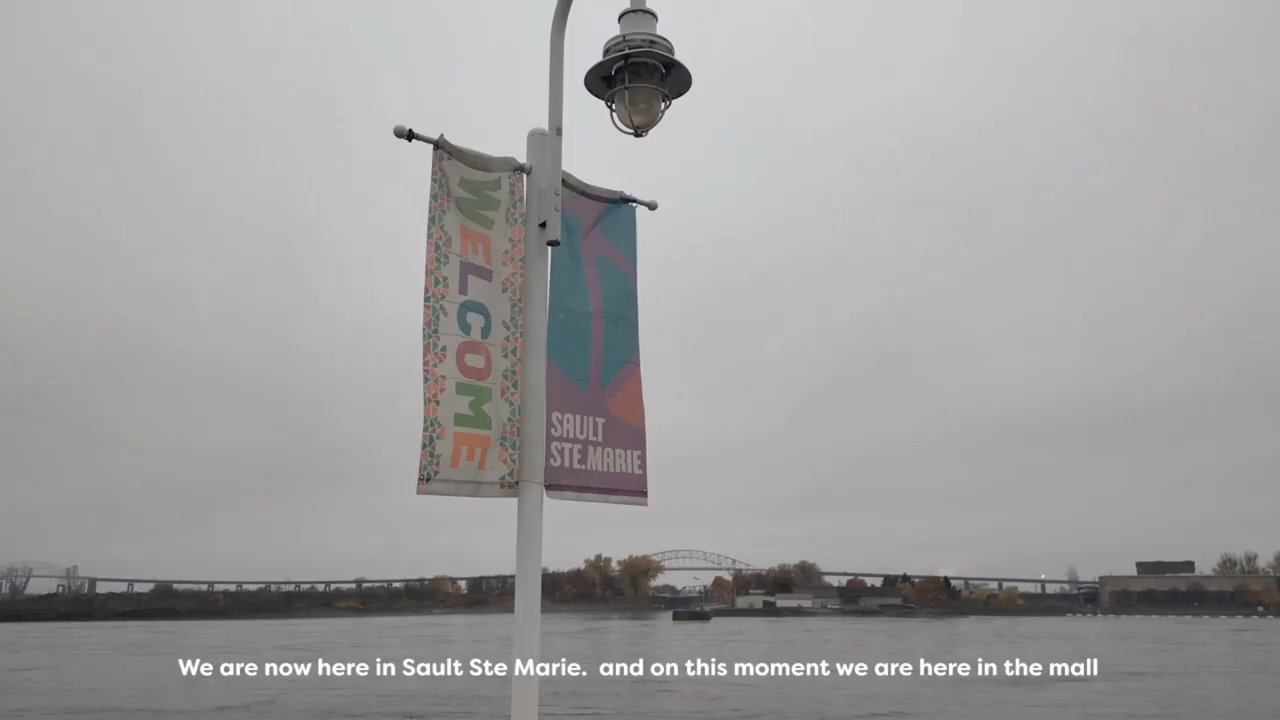 WELCOME
SAULT
STE.MARIE
We are now here in Sault Ste Marie.  and on this moment we are here in the mall